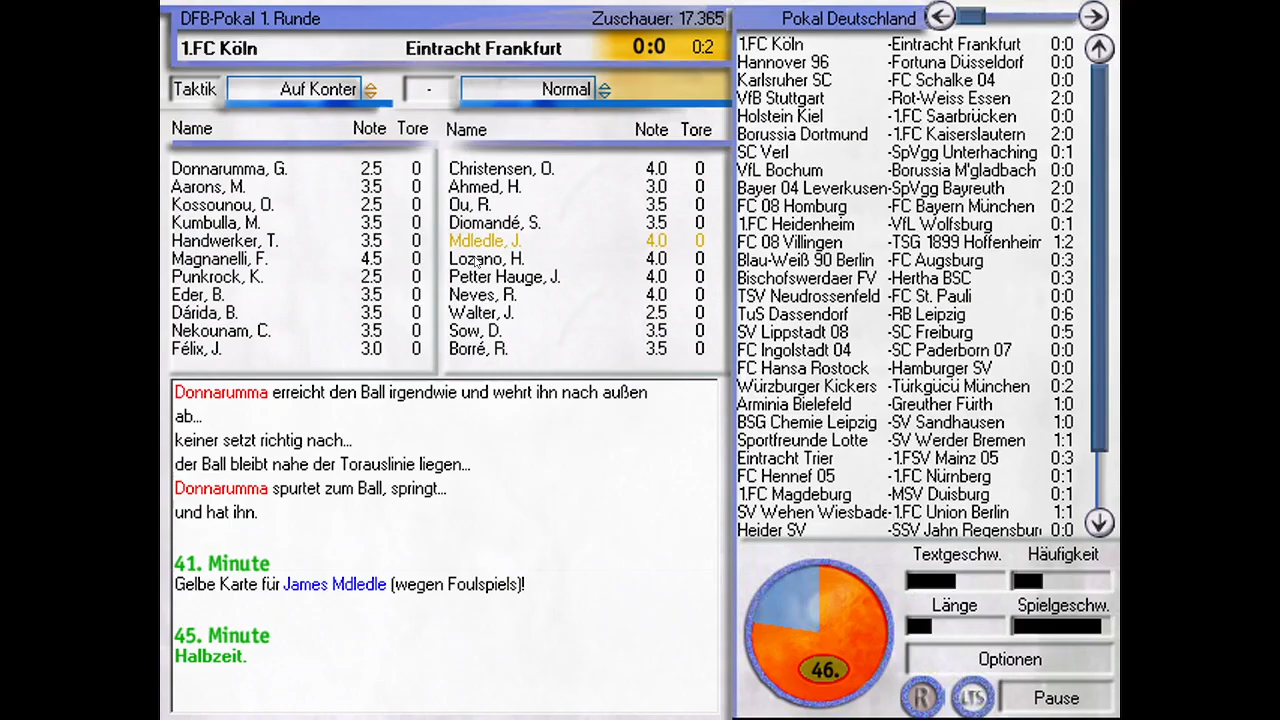 DFB-Pokal 1. Runde Zuschauer: 17.365
1.FC Köln Eintracht Frankfurt 0:0 0:2
Taktik Auf Konter - Normal
Name Note Tore Name Note Tore
Donnarumma, G. 2.5 0 Christensen, O. 4.0 0
Aarons, M. 3.5 0 Ahmed, H. 3.0 0
Kossounou, O. 2.5 0 Ou, R. 3.5 0
Kumbulla, M. 3.5 0 Diomandé, S. 3.5 0
Handwerker, T. 3.5 0 Mdledle, J. 4.0 0
Magnanelli, F. 4.5 0 Lozano, H. 4.0 0
Punkrock, K. 2.5 0 Petter Hauge, J. 4.0 0
Eder, B. 3.5 0 Neves, R. 4.0 0
Dárida, B. 3.5 0 Walter, J. 2.5 0
Nekounam, C. 3.5 0 Sow, D. 3.5 0
Félix, J. 3.0 0 Borré, R. 3.5 0
Donnarumma erreicht den Ball irgendwie und wehrt ihn nach außen
ab...
keiner setzt richtig nach...
der Ball bleibt nahe der Torauslinie liegen...
Donnarumma spurtet zum Ball, springt...
und hat ihn.
41. Minute
Gelbe Karte für James Mdledle (wegen Foulspiels)!
45. Minute
Halbzeit.
Pokal Deutschland
1.FC Köln -Eintracht Frankfurt 0:0
Hannover 96 -Fortuna Düsseldorf 0:0
Karlsruher SC -FC Schalke 04 0:0
VfB Stuttgart -Rot-Weiss Essen 2:0
Holstein Kiel -1.FC Saarbrücken 0:0
Borussia Dortmund -1.FC Kaiserslautern 2:0
SC Verl -SpVgg Unterhaching 0:1
VfL Bochum -Borussia M'gladbach 0:0
Bayer 04 Leverkusen -SpVgg Bayreuth 2:0
FC 08 Homburg -FC Bayern München 0:2
1.FC Heidenheim -VfL Wolfsburg 0:1
FC 08 Villingen -TSG 1899 Hoffenheim 1:2
Blau-Weiß 90 Berlin -FC Augsburg 0:3
Bischofswerdaer FV -Hertha BSC 0:3
TSV Neudrossenfeld -FC St. Pauli 0:0
TuS Dassendorf -RB Leipzig 0:6
SV Lippstadt 08 -SC Freiburg 0:5
FC Ingolstadt 04 -SC Paderborn 07 0:0
FC Hansa Rostock -Hamburger SV 0:0
Würzburger Kickers -Türkgücü München 0:2
Arminia Bielefeld -Greuther Fürth 1:0
BSG Chemie Leipzig -SV Sandhausen 1:0
Sportfreunde Lotte -SV Werder Bremen 1:1
Eintracht Trier -1.FSV Mainz 05 0:3
FC Hennef 05 -1.FC Nürnberg 0:1
1.FC Magdeburg -MSV Duisburg 0:1
SV Wehen Wiesbade -1.FC Union Berlin 1:1
Heider SV -SSV Jahn Regensburg 0:0
Textgeschw. Häufigkeit
Länge Spielgeschw.
46.
Optionen
R LTS Pause